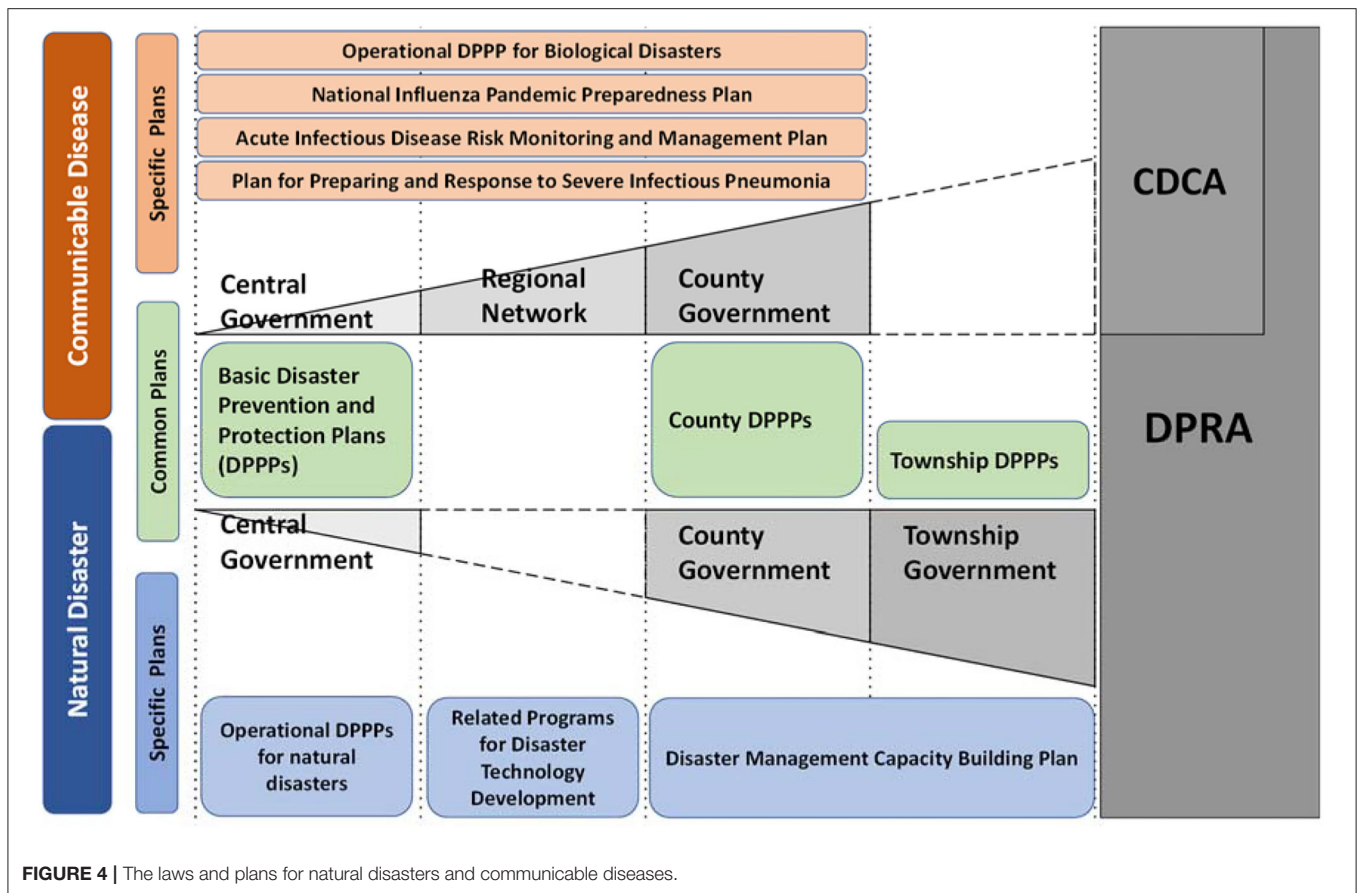 Communicable Disease
Specific Plans
Operational DPPP for Biological Disasters
National Influenza Pandemic Preparedness Plan
Acute Infectious Disease Risk Monitoring and Management Plan
Plan for Preparing and Response to Severe Infectious Pneumonia
Central
Government
Regional
Network
County
Government
CDCA
DPRA
Common Plans
Basic Disaster
Prevention and
Protection Plans
(DPPPs)
County DPPPs
Township DPPPs
Natural Disaster
Central
Government
County
Government
Township
Government
Specific Plans
Operational DPPPs
for natural
disasters
Related Programs
for Disaster
Technology
Development
Disaster Management Capacity Building Plan
FIGURE 4 | The laws and plans for natural disasters and communicable diseases.